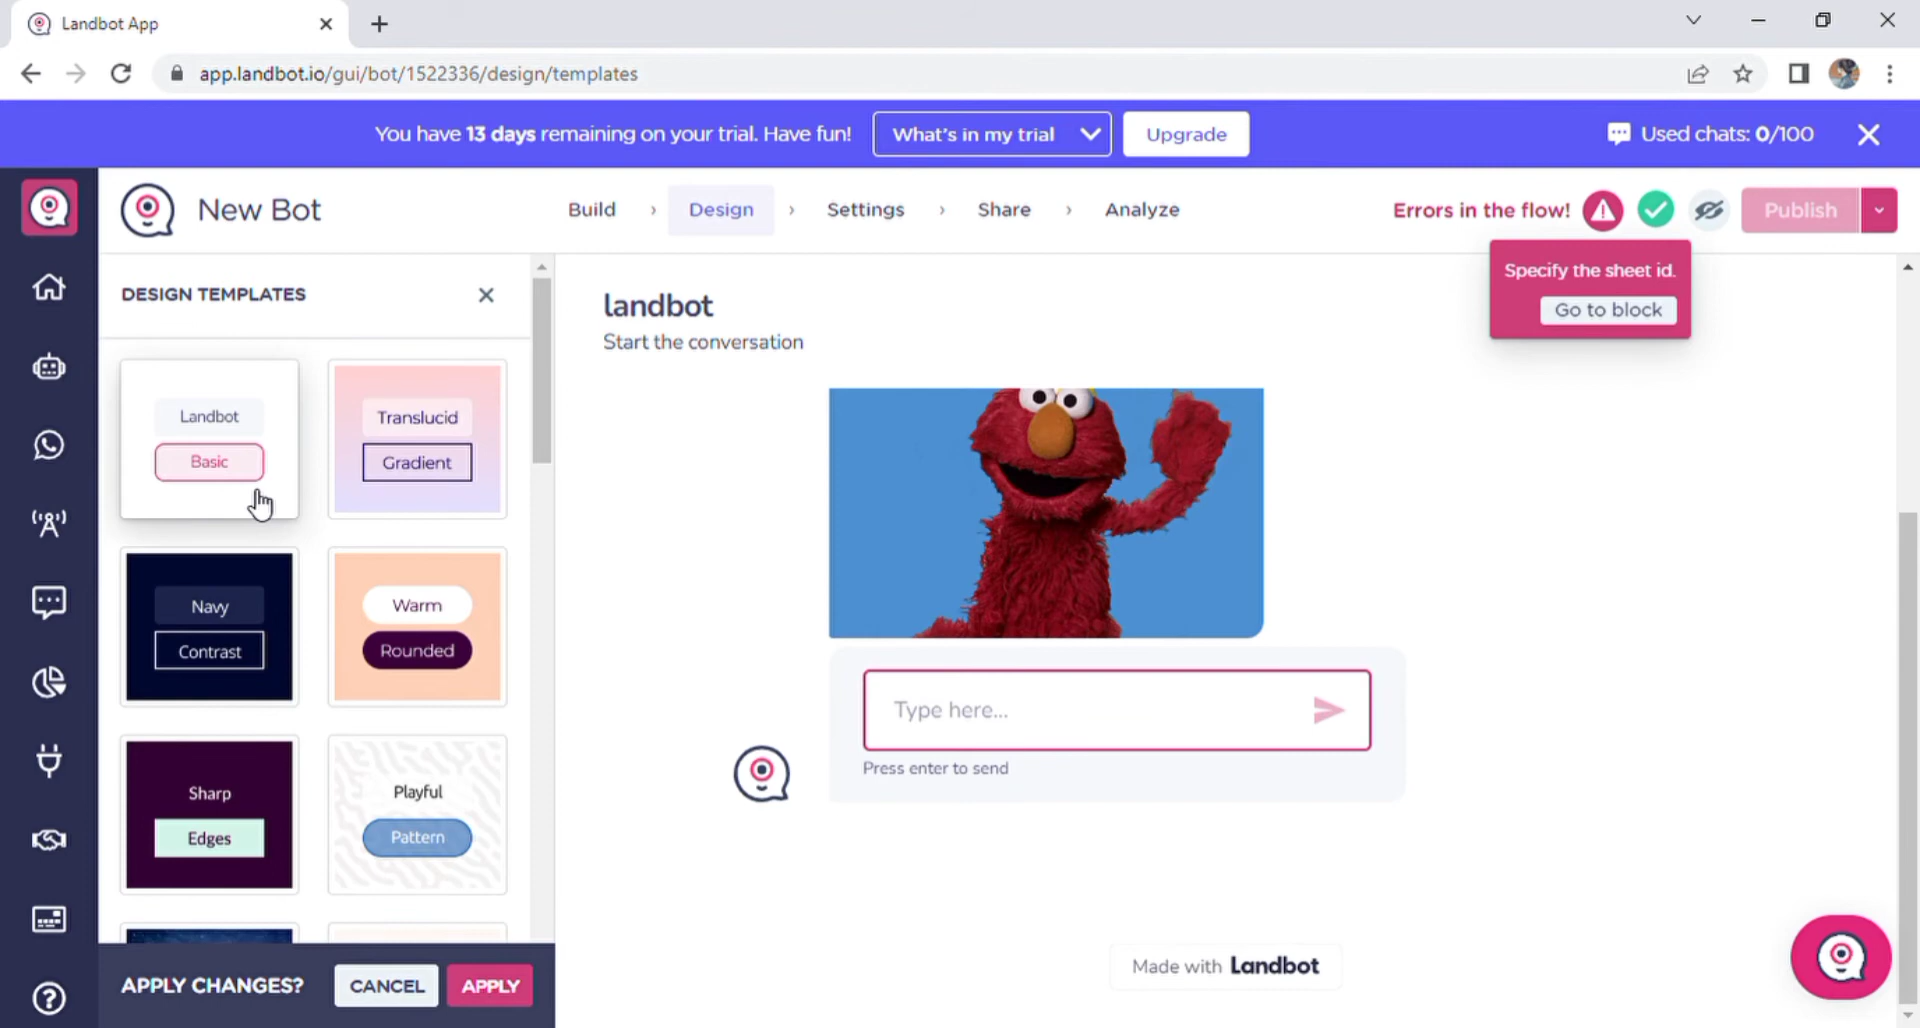 Landbot App
app.landbot.io/gui/bot/1522336/design/templates
You have 13 days remaining on your trial. Have fun!
What's in my trial
Upgrade
Used chats: 0/100
New Bot
Build
Design
Settings
Share
Analyze
Errors in the flow!
Publish
Specify the sheet id.
Go to block
DESIGN TEMPLATES
Landbot
Basic
Translucid
Gradient
Navy
Contrast
Warm
Rounded
Sharp
Edges
Playful
Pattern
APPLY CHANGES?
CANCEL
APPLY
landbot
Start the conversation
Type here...
Press enter to send
Made with Landbot